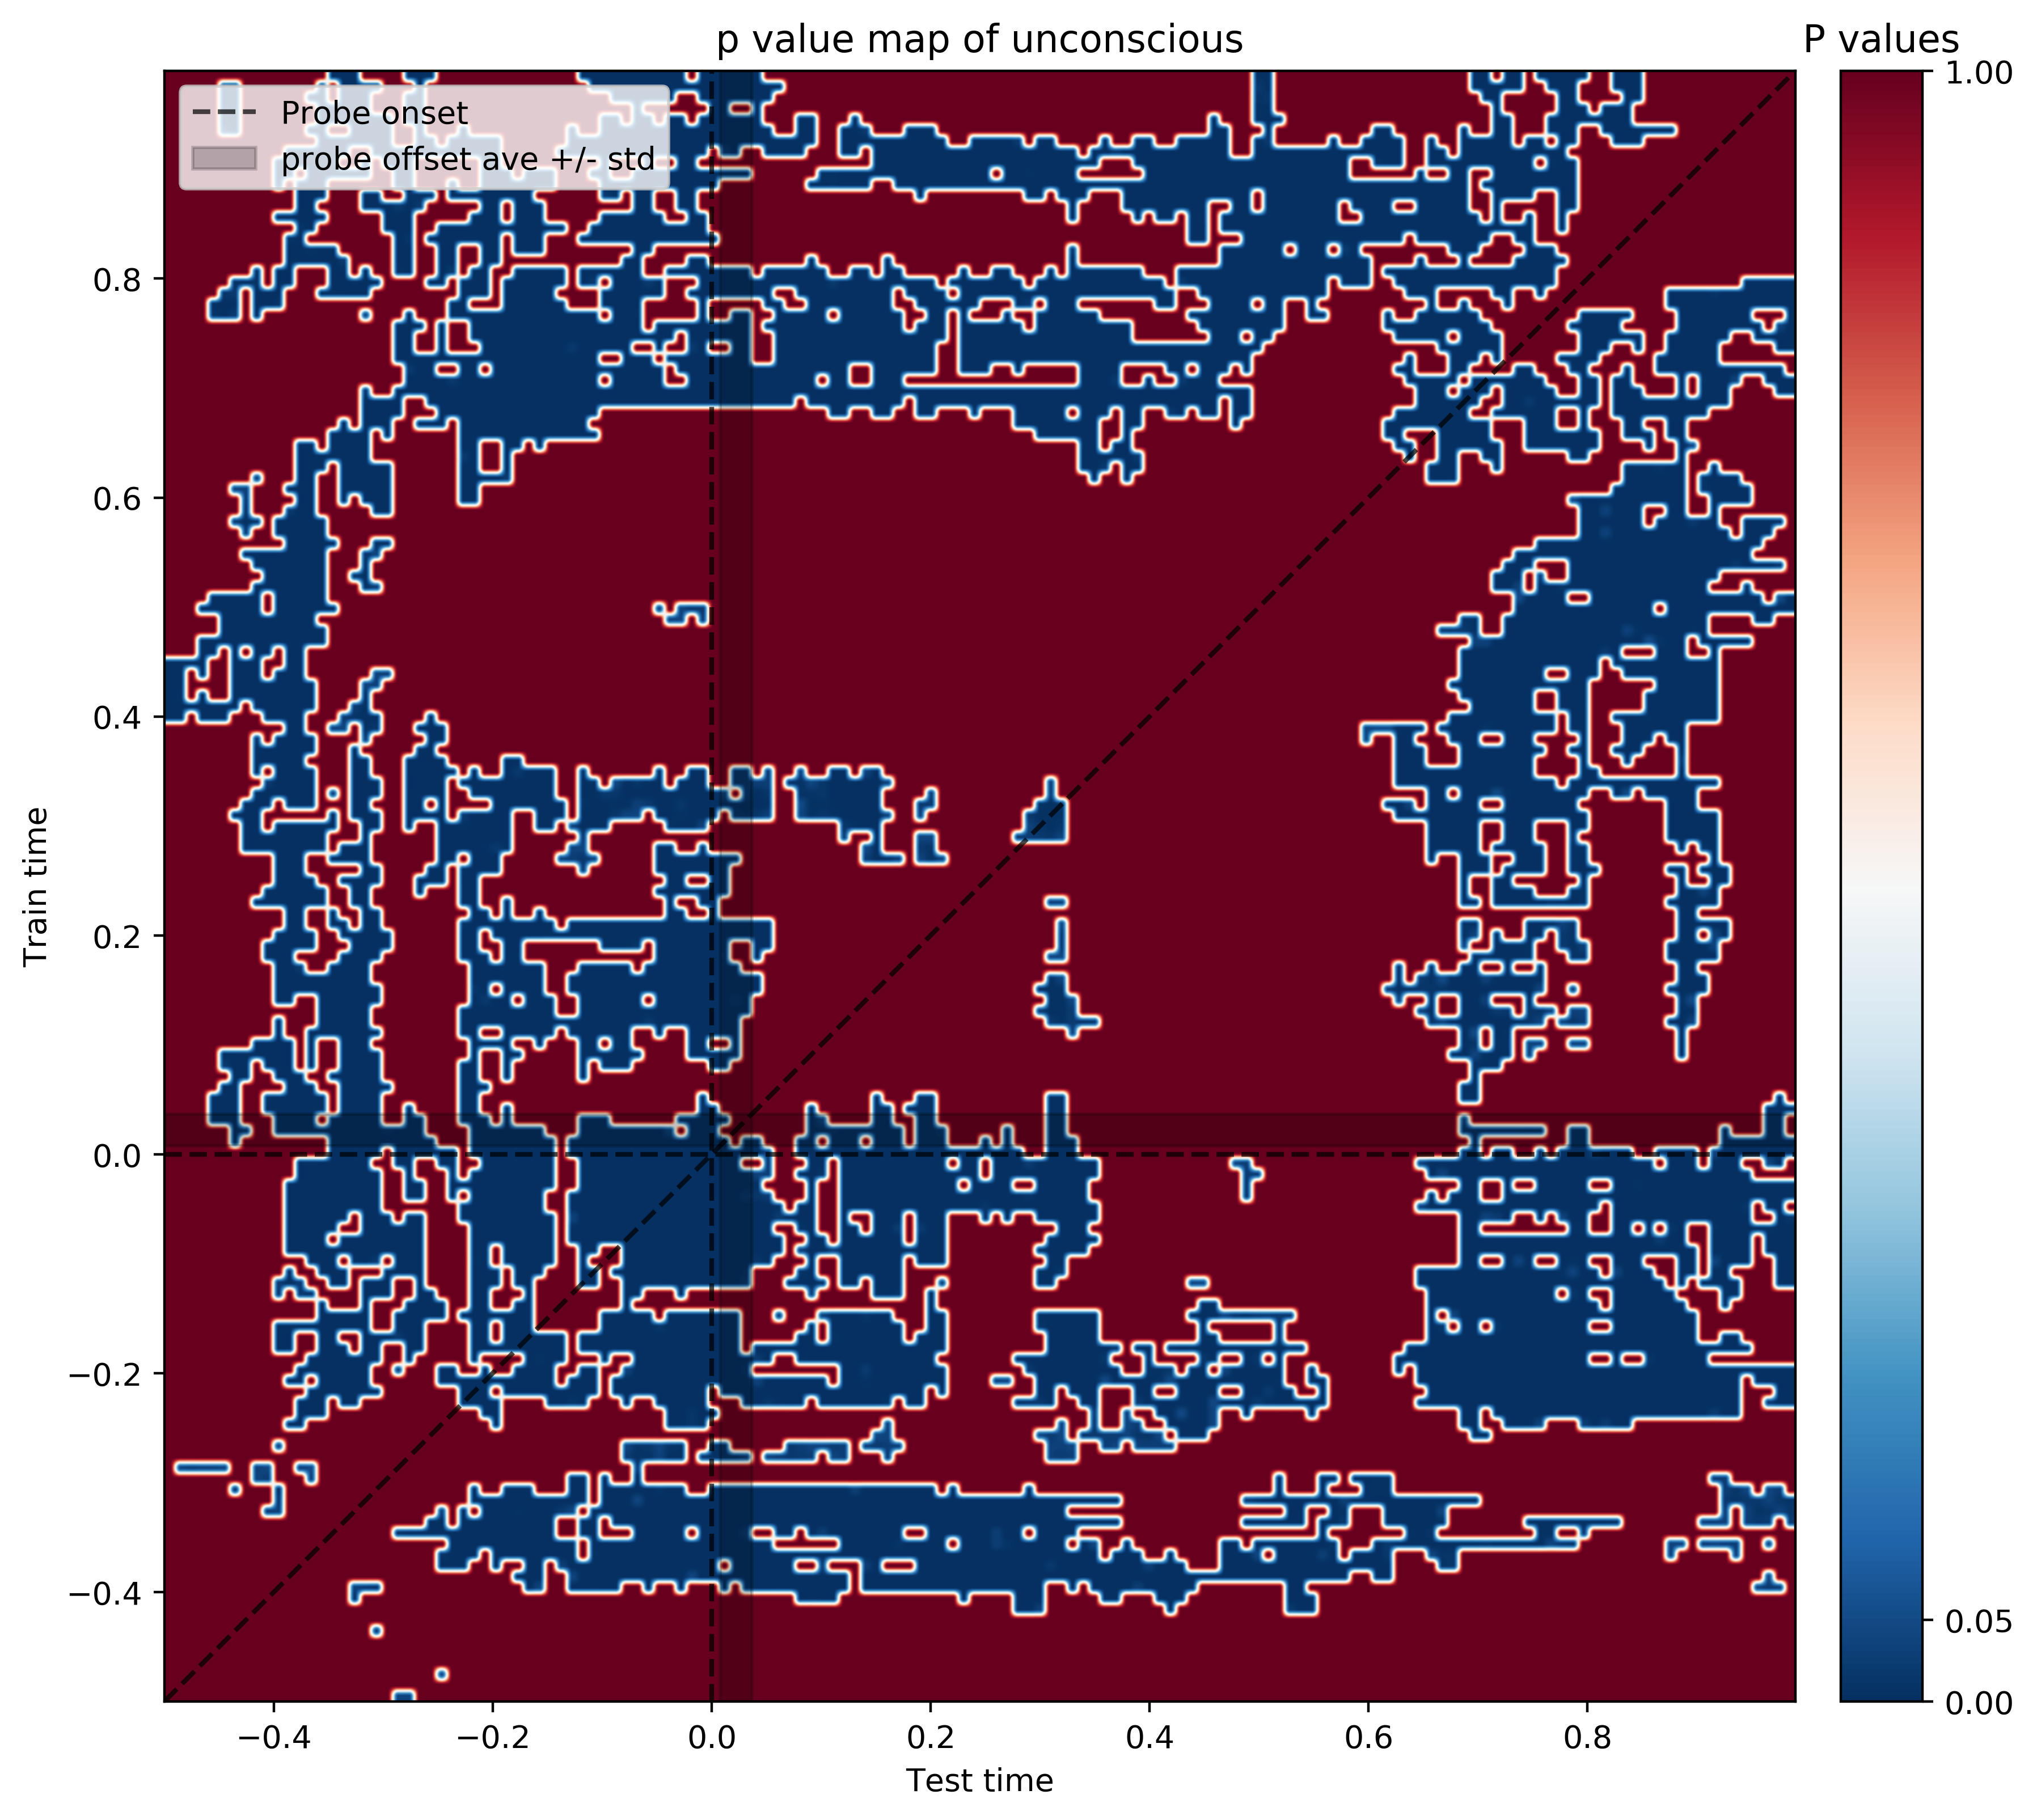 p value map of unconscious
P values
Probe onset
probe offset ave +/- std
1.00
0.05
0.00
Train time
0.8
0.6
0.4
0.2
0.0
−0.2
−0.4
−0.4
−0.2
0.0
0.2
0.4
0.6
0.8
Test time